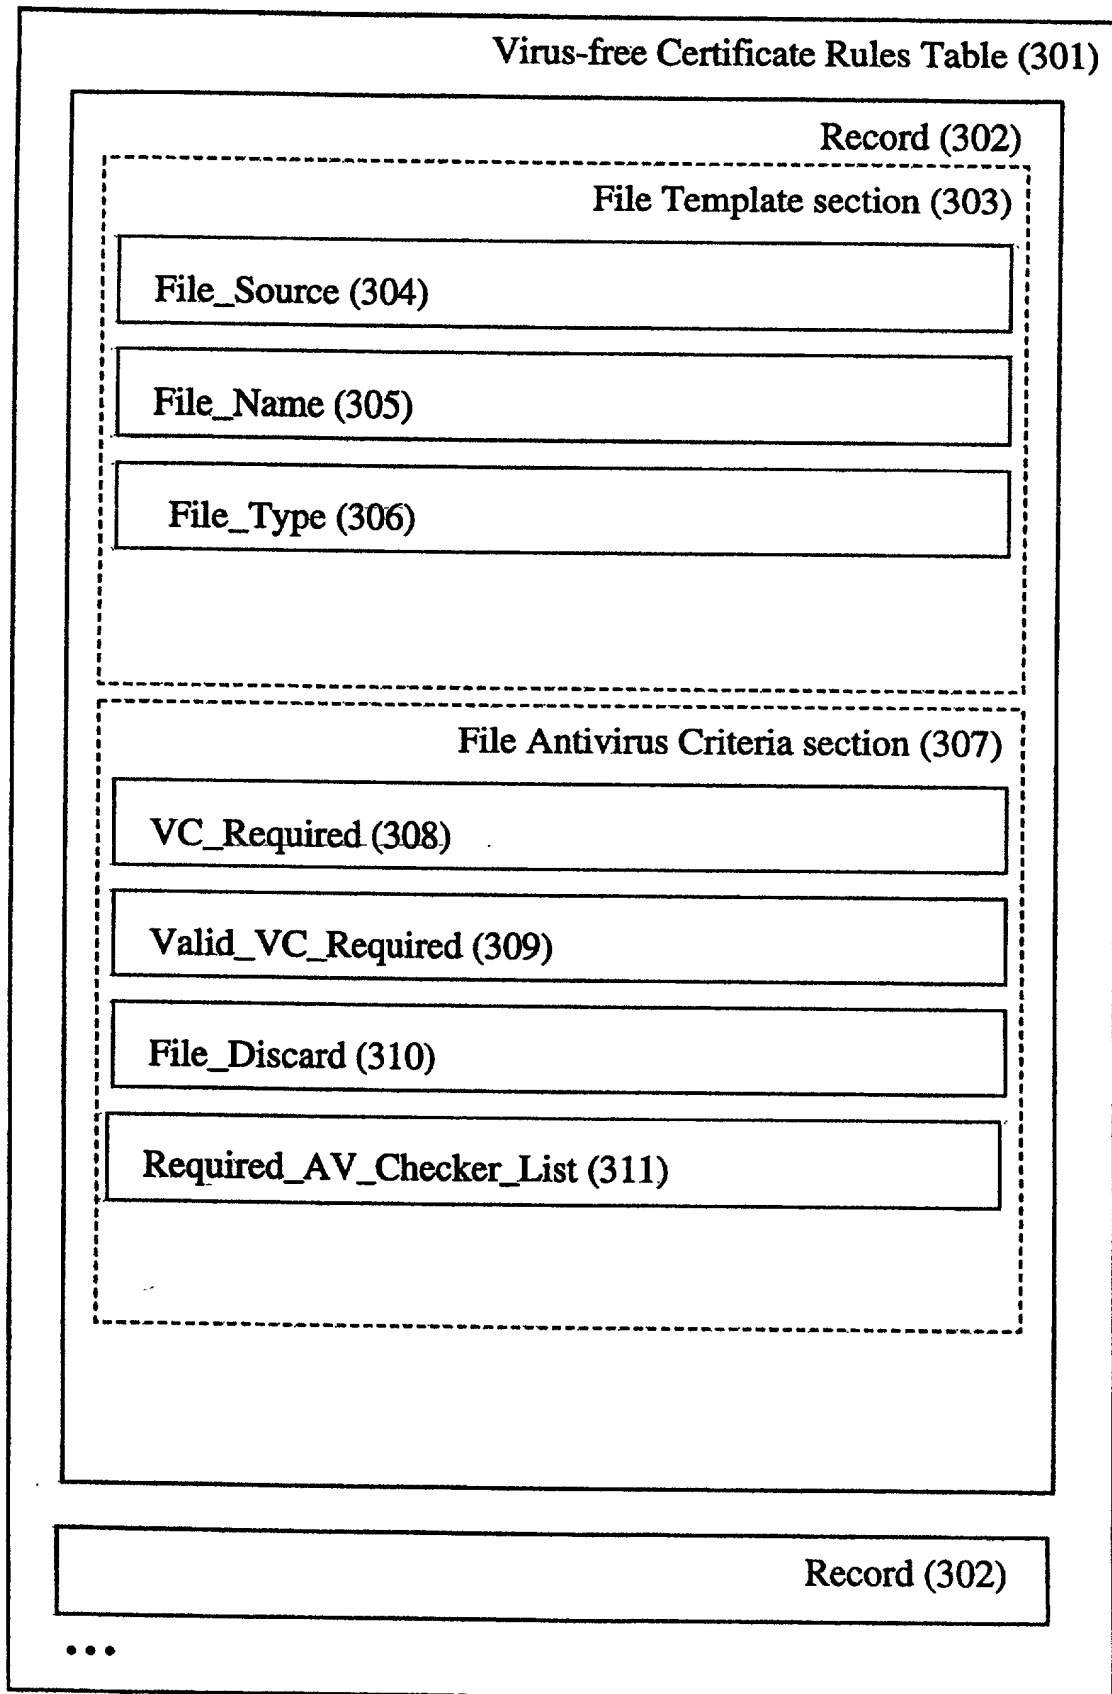 Virus-free Certificate Rules Table (301)
Record (302)
File Template section (303)
File_Source (304)
File_Name (305)
File_Type (306)
File Antivirus Criteria section (307)
VC_Required (308)
Valid_VC_Required (309)
File_Discard (310)
Required_AV_Checker_List (311)
Record (302)
•••